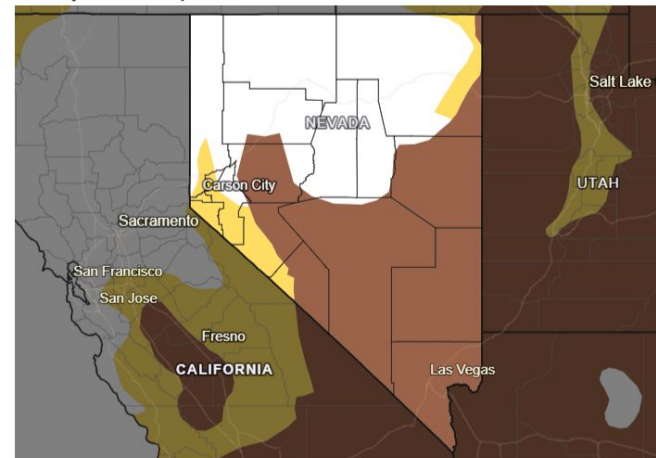 Salt Lake
NEVADA
Carson City
UTAH
Sacramento
San Francisco
San Jose
Fresno
CALIFORNIA
Las Vegas